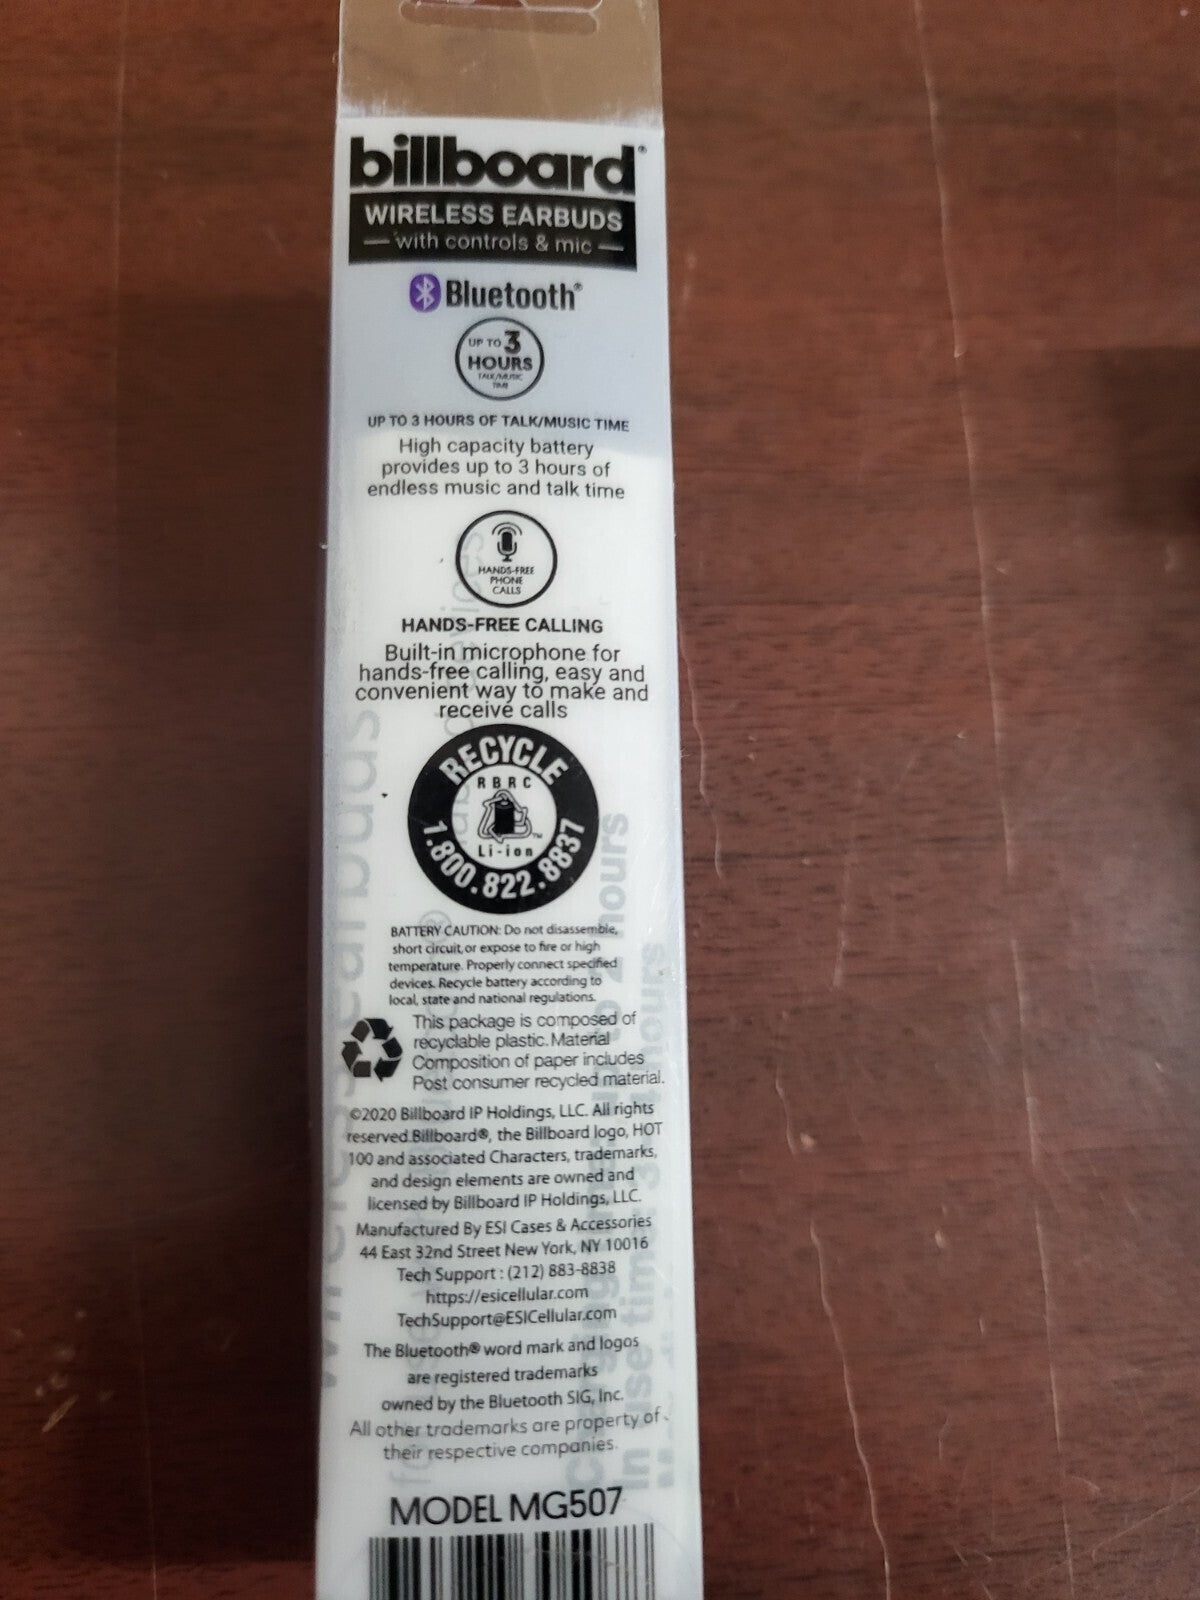 billboard®
WIRELESS EARBUDS
— with controls & mic —
Bluetooth®
UP TO 3
HOURS
TALK/MUSIC
TIME
UP TO 3 HOURS OF TALK/MUSIC TIME
High capacity battery
provides up to 3 hours of
endless music and talk time
HANDS-FREE
PHONE
CALLS
HANDS-FREE CALLING
Built-in microphone for
hands-free calling, easy and
convenient way to make and
receive calls
RECYCLE
RBRC
TM
Li-ion
1.800.822.8837
BATTERY CAUTION: Do not disassemble,
short circuit, or expose to fire or high
temperature. Properly connect specified
devices. Recycle battery according to
local, state and national regulations.
This package is composed of
recyclable plastic. Material
Composition of paper includes
Post consumer recycled material.
©2020 Billboard IP Holdings, LLC. All rights
reserved.Billboard®, the Billboard logo, HOT
100 and associated Characters, trademarks,
and design elements are owned and
licensed by Billboard IP Holdings, LLC.
Manufactured By ESI Cases & Accessories
44 East 32nd Street New York, NY 10016
Tech Support : (212) 883-8838
https://esicellular.com
TechSupport@ESICellular.com
The Bluetooth® word mark and logos
are registered trademarks
owned by the Bluetooth SIG, Inc.
All other trademarks are property of
their respective companies.
MODEL MG507